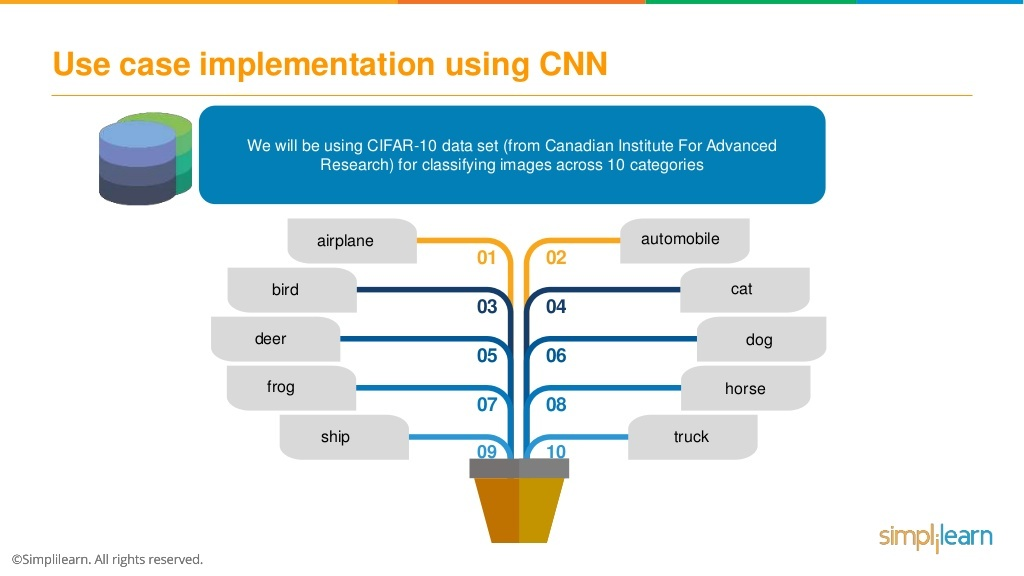 Use case implementation using CNN
We will be using CIFAR-10 data set (from Canadian Institute For Advanced
Research) for classifying images across 10 categories
airplane
01
02
automobile
bird
03
04
cat
deer
05
06
dog
frog
07
08
horse
ship
09
10
truck
©Simplilearn. All rights reserved.
simplilearn